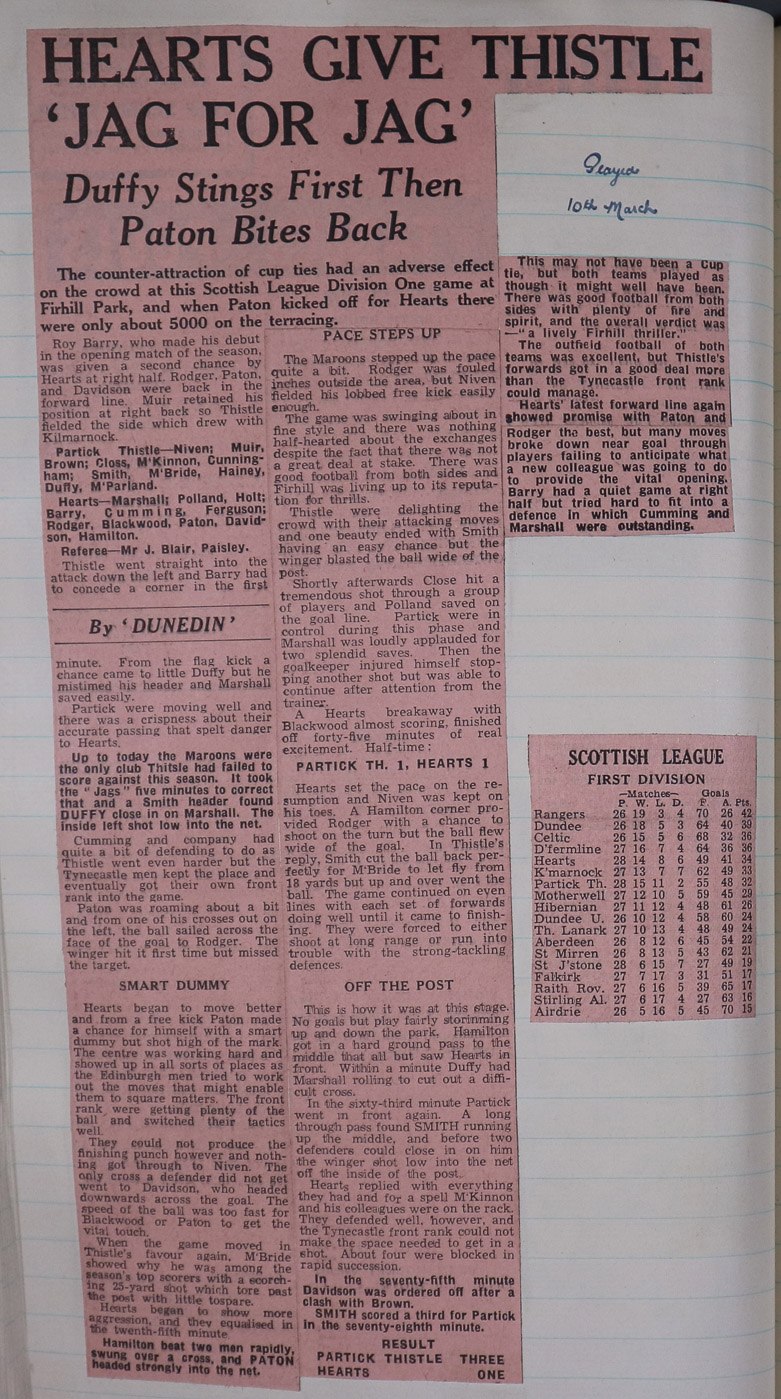 HEARTS GIVE THISTLE
‘JAG FOR JAG’
Duffy Stings First Then
Paton Bites Back
The counter-attraction of cup ties had an adverse effect
on the crowd at this Scottish League Division One game at
Firhill Park, and when Paton kicked off for Hearts there
were only about 5000 on the terracing.
Roy Barry, who made his debut
in the opening match of the season,
was given a second chance by
Hearts at right half. Rodger, Paton,
and Davidson were back in the
forward line. Muir retained his
position at right back so Thistle
fielded the side which drew with
Kilmarnock.
Partick Thistle—Niven; Muir,
Brown; Closs, M‘Kinnon, Cunning-
ham; Smith, M‘Bride, Hainey,
Duffy, M‘Parland.
Hearts—Marshall; Polland, Holt;
Barry, Cumming, Ferguson;
Rodger, Blackwood, Paton, David-
son, Hamilton.
Referee—Mr J. Blair, Paisley.
Thistle went straight into the
attack down the left and Barry had
to concede a corner in the first
By ‘DUNEDIN’
minute. From the flag kick a
chance came to little Duffy but he
mistimed his header and Marshall
saved easily.
Partick were moving well and
there was a crispness about their
accurate passing that spelt danger
to Hearts.
Up to today the Maroons were
the only club Thitsle had failed to
score against this season. It took
the “Jags” five minutes to correct
that and a Smith header found
DUFFY close in on Marshall. The
inside left shot low into the net.
Cumming and company had
quite a bit of defending to do as
Thistle went even harder but the
Tynecastle men kept the place and
eventually got their own front
rank into the game.
Paton was roaming about a bit
and from one of his crosses out on
the left, the ball sailed across the
face of the goal to Rodger. The
winger hit it first time but missed
the target.
SMART DUMMY
Hearts began to move better
and from a free kick Paton made
a chance for himself with a smart
dummy but shot high of the mark.
The centre was working hard and
showed up in all sorts of places as
the Edinburgh men tried to work
out the moves that might enable
them to square matters. The front
rank were getting plenty of the
ball and switched their tactics
well.
They could not produce the
finishing punch however and noth-
ing got through to Niven. The
only cross a defender did not get
went to Davidson, who headed
downwards across the goal. The
speed of the ball was too fast for
Blackwood or Paton to get the
vital touch.
When the game moved in
Thistle's favour again, M‘Bride
showed why he was among the
season's top scorers with a scorch-
ing 25-yard shot which tore past
the post with little tospare.
Hearts began to show more
aggression, and they equalised in
the twenty-fifth minute
Hamilton beat two men rapidly,
swung over a cross, and PATON
headed strongly into the net.
PACE STEPS UP
The Maroons stepped up the pace
quite a bit. Rodger was fouled
inches outside the area, but Niven
fielded his lobbed free kick easily
enough.
The game was swinging about in
fine style and there was nothing
half-hearted about the exchanges
despite the fact that there was not
a great deal at stake. There was
good football from both sides and
Firhill was living up to its reputa-
tion for thrills.
Thistle were delighting the
crowd with their attacking moves
and one beauty ended with Smith
having an easy chance but the
winger blasted the ball wide of the
post.
Shortly afterwards Close hit a
tremendous shot through a group
of players and Polland saved on
the goal line. Partick were in
control during this phase and
Marshall was loudly applauded for
two splendid saves. Then the
goalkeeper injured himself stop-
ping another shot but was able to
continue after attention from the
trainer.
A Hearts breakaway with
Blackwood almost scoring, finished
off forty-five minutes of real
excitement. Half-time:
PARTICK TH. 1, HEARTS 1
Hearts set the pace on the re-
sumption and Niven was kept on
his toes. A Hamilton corner pro-
vided Rodger with a chance to
shoot on the turn but the ball flew
wide of the goal. In Thistle's
reply, Smith cut the ball back per-
fectly for M‘Bride to let fly from
18 yards but up and over went the
ball. The game continued on even
lines with each set of forwards
doing well until it came to finish-
ing. They were forced to either
shoot at long range or run into
trouble with the strong-tackling
defences.
OFF THE POST
This is how it was at this stage.
No goals but play fairly storimming
up and down the park. Hamilton
got in a hard ground pass to the
middle that all but saw Hearts in
front. Within a minute Duffy had
Marshall rolling to cut out a diffi-
cult cross.
In the sixty-third minute Partick
went in front again. A long
through pass found SMITH running
up the middle, and before two
defenders could close in on him
the winger shot low into the net
off the inside of the post.
Hearts replied with everything
they had and for a spell M‘Kinnon
and his colleagues were on the rack.
They defended well, however, and
the Tynecastle front rank could not
make the space needed to get in a
shot. About four were blocked in
rapid succession.
In the seventy-fifth minute
Davidson was ordered off after a
clash with Brown.
SMITH scored a third for Partick
in the seventy-eighth minute.
RESULT
PARTICK THISTLE THREE
HEARTS ONE
Played
10th March
This may not have been a Cup
tie, but both teams played as
though it might well have been.
There was good football from both
sides with plenty of fire and
spirit, and the overall verdict was
—“a lively Firhill thriller.”
The outfield football of both
teams was excellent, but Thistle's
forwards got in a good deal more
than the Tynecastle front rank
could manage.
Hearts' latest forward line again
showed promise with Paton and
Rodger the best, but many moves
broke down near goal through
players failing to anticipate what
a new colleague was going to do
to provide the vital opening.
Barry had a quiet game at right
half but tried hard to fit into a
defence in which Cumming and
Marshall were outstanding.
SCOTTISH LEAGUE
FIRST DIVISION
—Matches— Goals
P. W. L. D. F. A. Pts.
Rangers 26 19 3 4 70 26 42
Dundee 26 18 5 3 64 40 39
Celtic 26 15 5 6 68 32 36
D'fermline 27 16 7 4 64 36 36
Hearts 28 14 8 6 49 41 34
K'marnock 27 13 7 7 62 49 33
Partick Th. 28 15 11 2 55 48 32
Motherwell 27 12 10 5 59 45 29
Hibernian 27 11 12 4 48 61 26
Dundee U. 26 10 12 4 58 60 24
Th. Lanark 27 10 13 4 48 49 24
Aberdeen 26 8 12 6 45 54 22
St Mirren 26 8 13 5 43 62 21
St J'stone 28 6 15 7 27 49 19
Falkirk 27 7 17 3 31 51 17
Raith Rov. 27 6 16 5 39 65 17
Stirling Al. 27 6 17 4 27 63 16
Airdrie 26 5 16 5 45 70 15